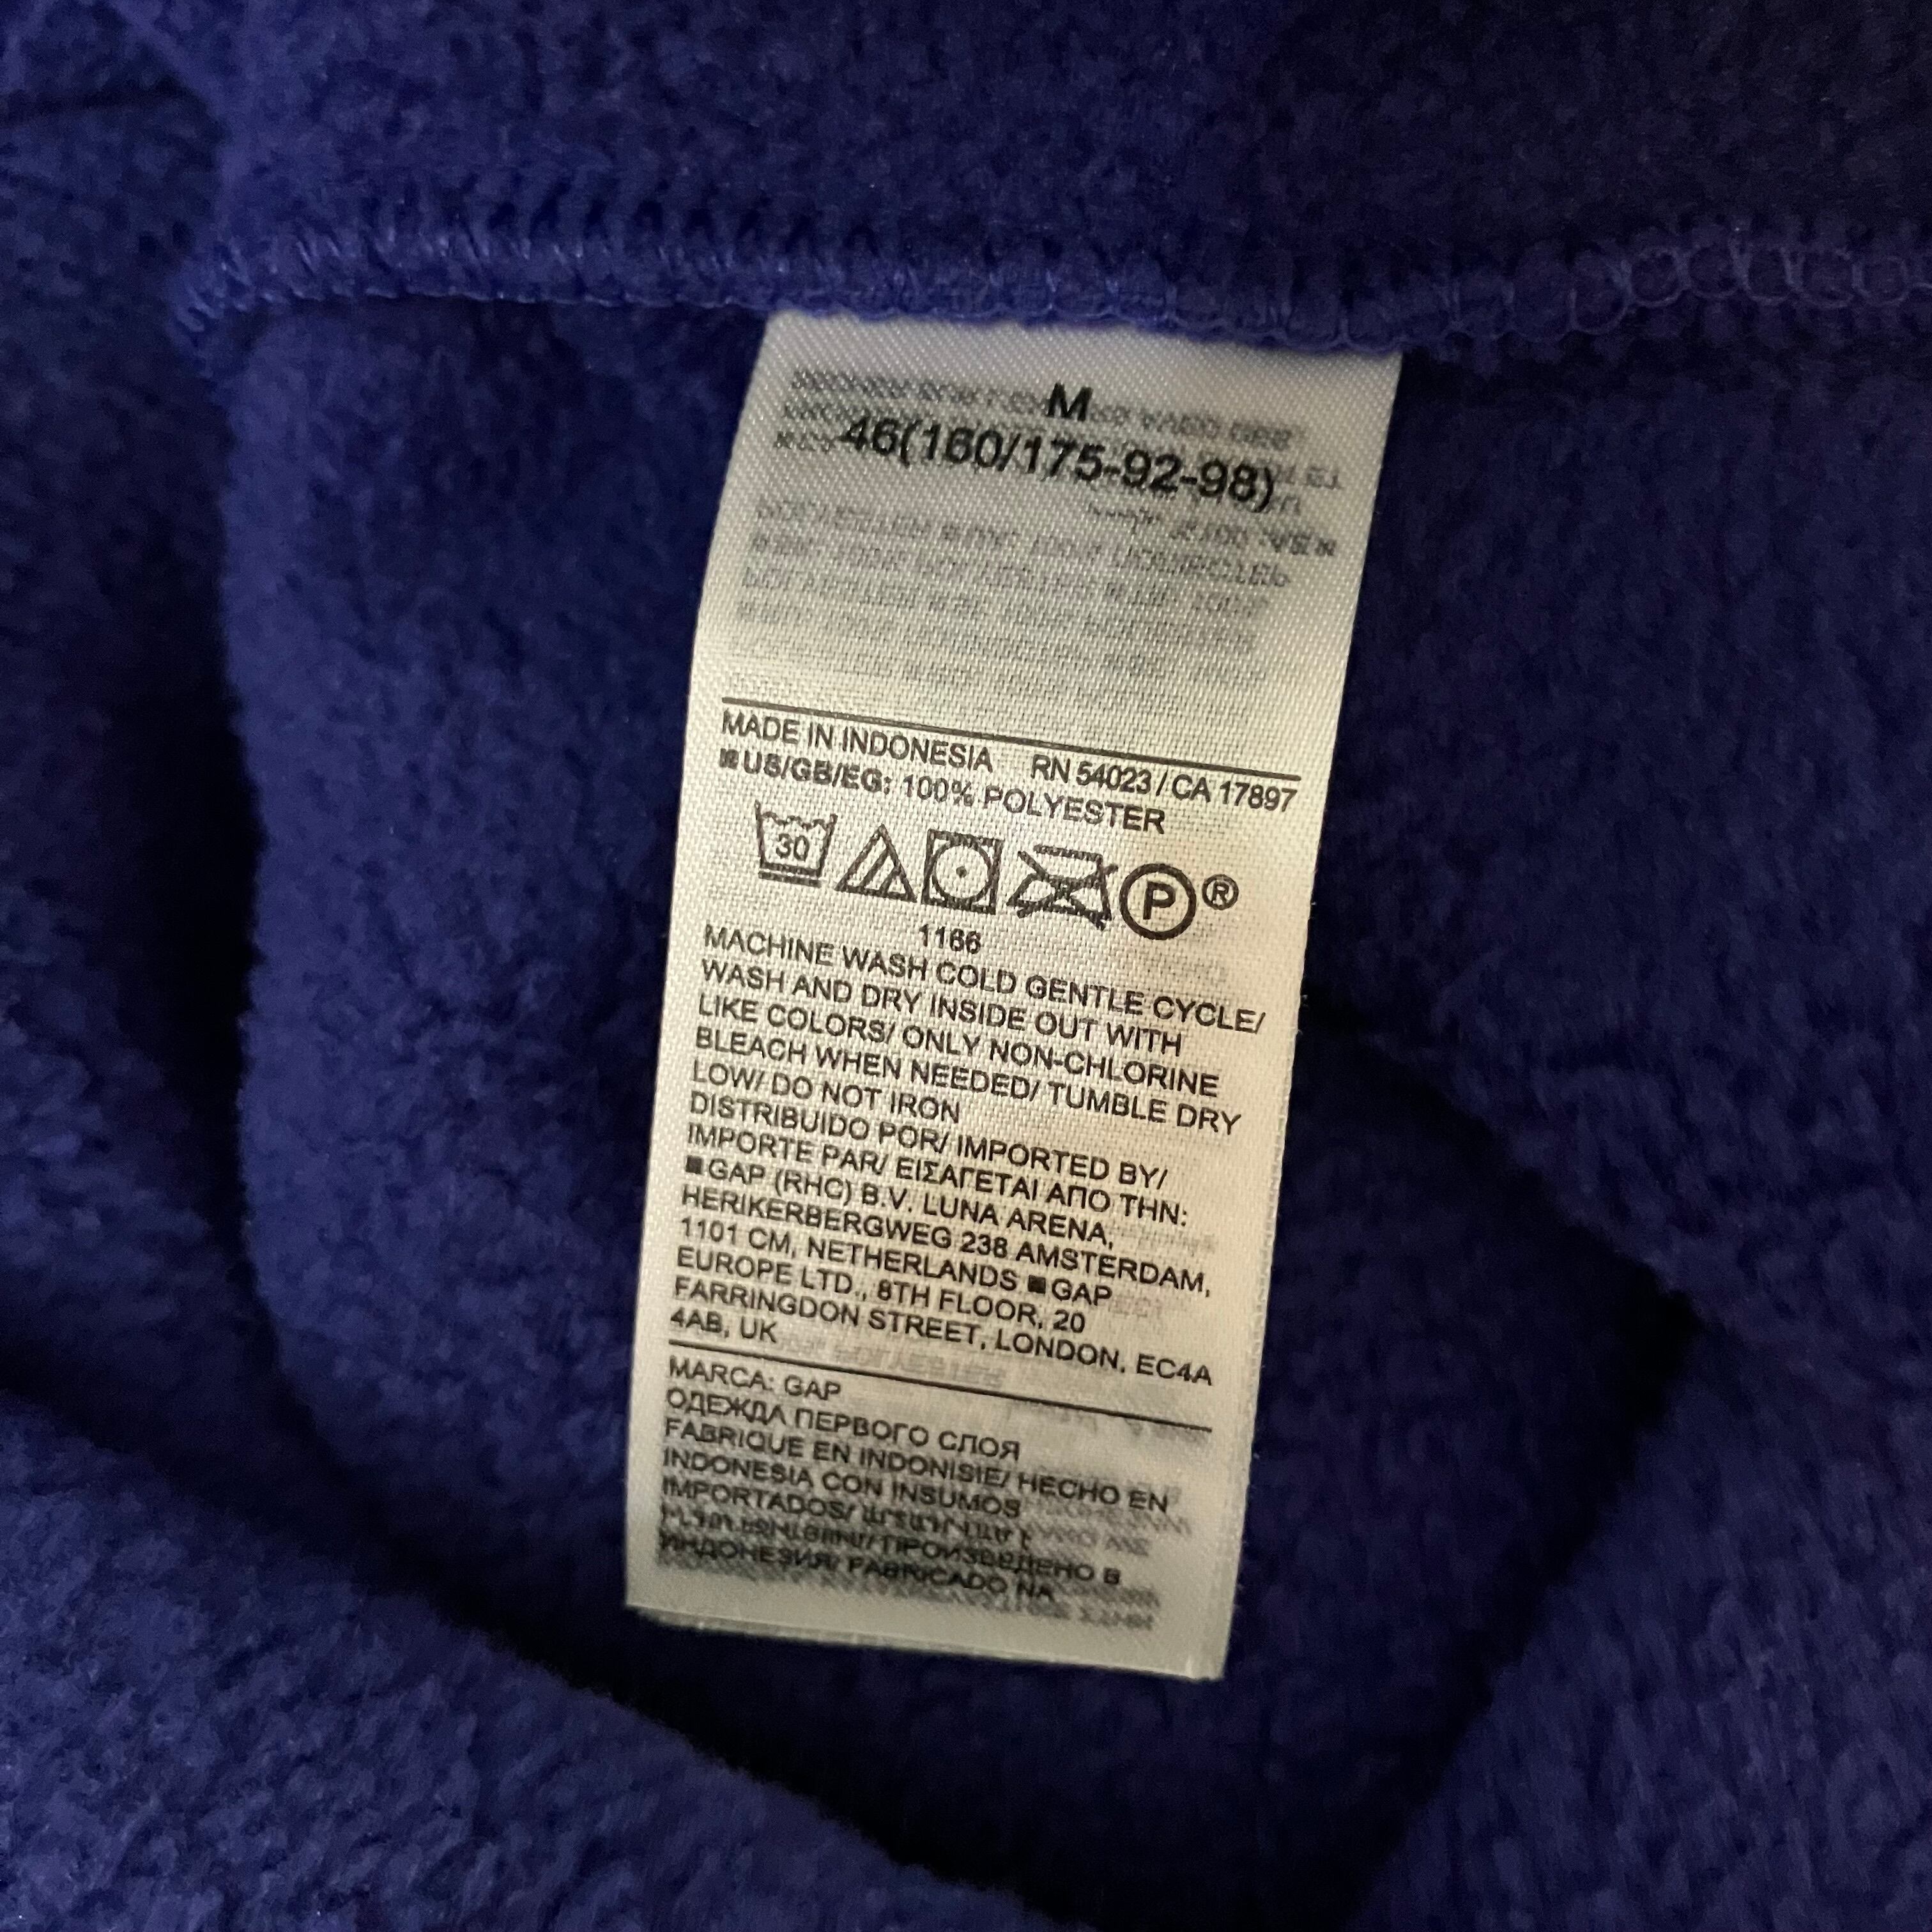 M
46(160/175-92-98)
MADE IN INDONESIA RN 54023 / CA 17897
■US/GB/EG: 100% POLYESTER
30 P ®
1166
MACHINE WASH COLD GENTLE CYCLE/
WASH AND DRY INSIDE OUT WITH
LIKE COLORS/ ONLY NON-CHLORINE
BLEACH WHEN NEEDED/ TUMBLE DRY
LOW/ DO NOT IRON
DISTRIBUIDO POR/ IMPORTED BY/
IMPORTE PAR/ ΕΙΣΑΓΕΤΑΙ ΑΠΟ ΤΗΝ:
■GAP (RHC) B.V. LUNA ARENA,
HERIKERBERGWEG 238 AMSTERDAM,
1101 CM, NETHERLANDS ■GAP
EUROPE LTD., 8TH FLOOR, 20
FARRINGDON STREET, LONDON, EC4A
4AB, UK
MARCA: GAP
ОДЕЖДА ПЕРВОГО СЛОЯ
FABRIQUE EN INDONISIE/ HECHO EN
INDONESIA CON INSUMOS
IMPORTADOS/
ПРОИЗВЕДЕНО В
ИНДОНЕЗИЯ/ FABRICADO NA